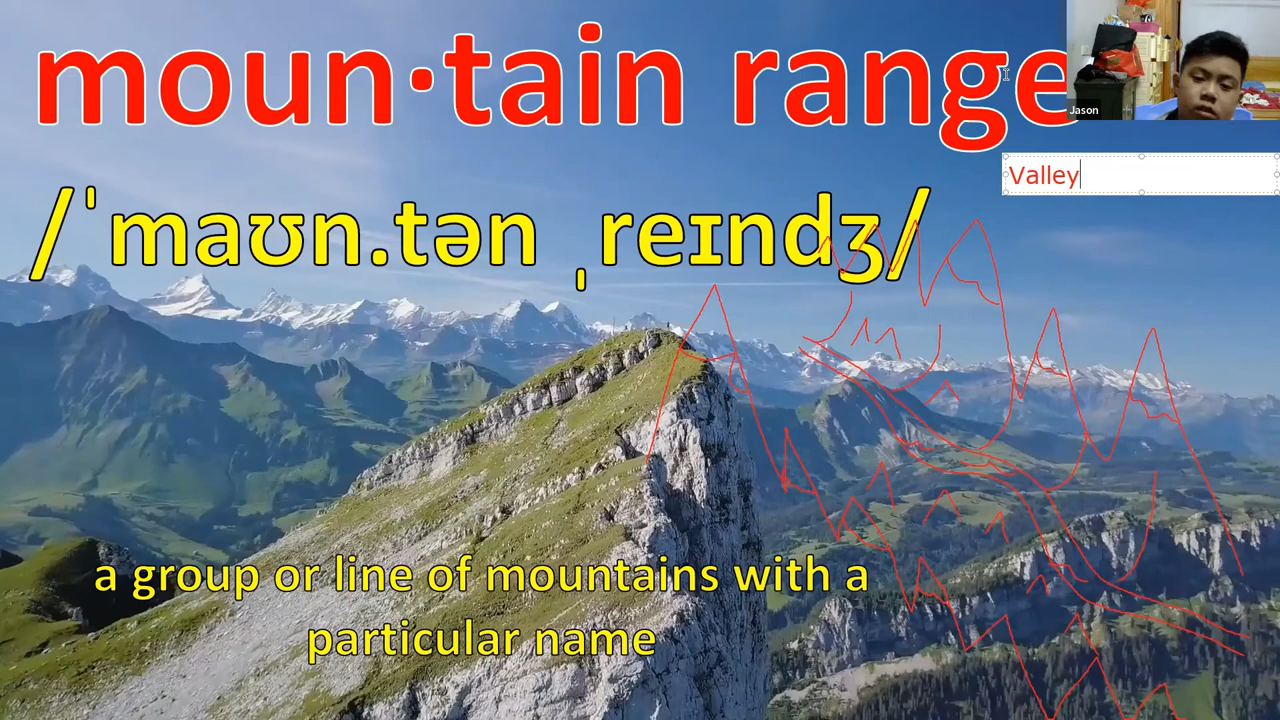 moun·tain range
Jason
Valley
/ˈmaʊn.tən ˌreɪndʒ/
a group or line of mountains with a
particular name